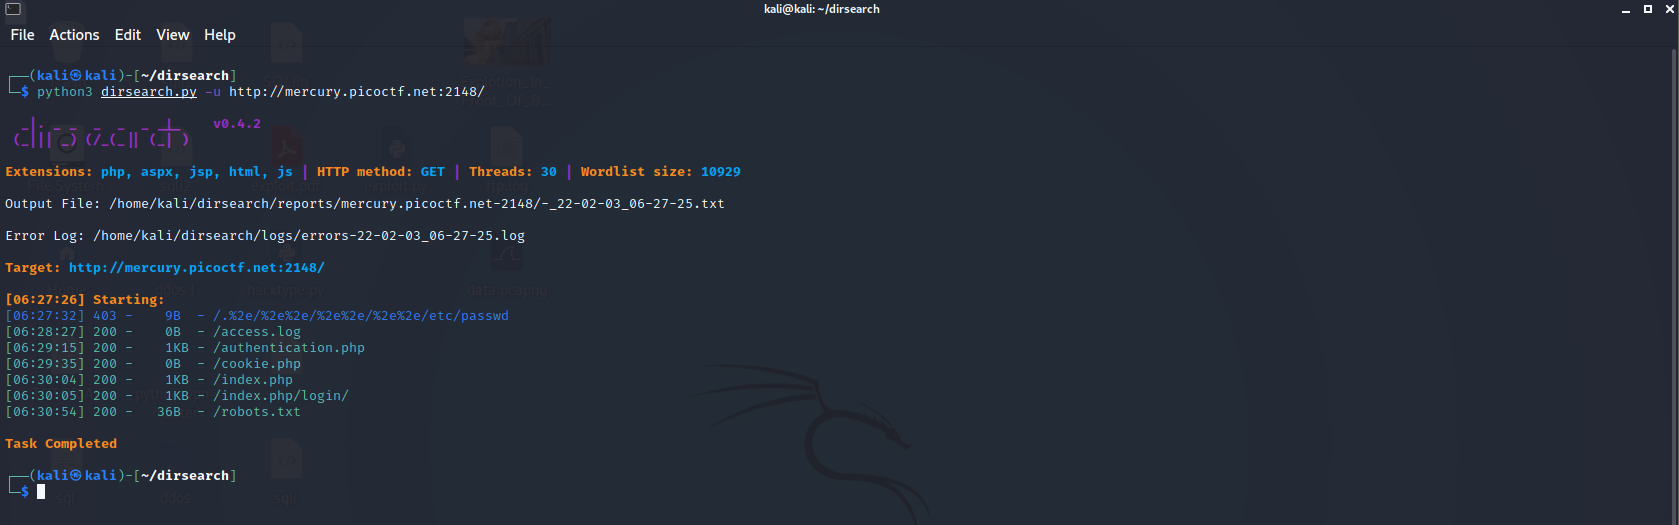 kali@kali: ~/dirsearch
File Actions Edit View Help
┌──(kali㉿kali)-[~/dirsearch]
└─$ python3 dirsearch.py -u http://mercury.picoctf.net:2148/
dirsearch v0.4.2
Extensions: php, aspx, jsp, html, js | HTTP method: GET | Threads: 30 | Wordlist size: 10929
Output File: /home/kali/dirsearch/reports/mercury.picoctf.net-2148/-_22-02-03_06-27-25.txt
Error Log: /home/kali/dirsearch/logs/errors-22-02-03_06-27-25.log
Target: http://mercury.picoctf.net:2148/
[06:27:26] Starting:
[06:27:32] 403 -    9B  - /.%2e/%2e%2e/%2e%2e/%2e%2e/etc/passwd
[06:28:27] 200 -    0B  - /access.log
[06:29:15] 200 -    1KB - /authentication.php
[06:29:35] 200 -    0B  - /cookie.php
[06:30:04] 200 -    1KB - /index.php
[06:30:05] 200 -    1KB - /index.php/login/
[06:30:54] 200 -   36B  - /robots.txt
Task Completed
┌──(kali㉿kali)-[~/dirsearch]
└─$